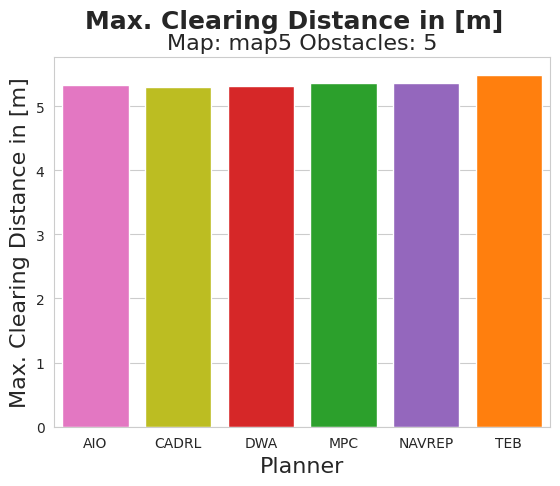 Max. Clearing Distance in [m]
Map: map5 Obstacles: 5
Max. Clearing Distance in [m]
5
4
3
2
1
0
AIO CADRL DWA MPC NAVREP TEB
Planner